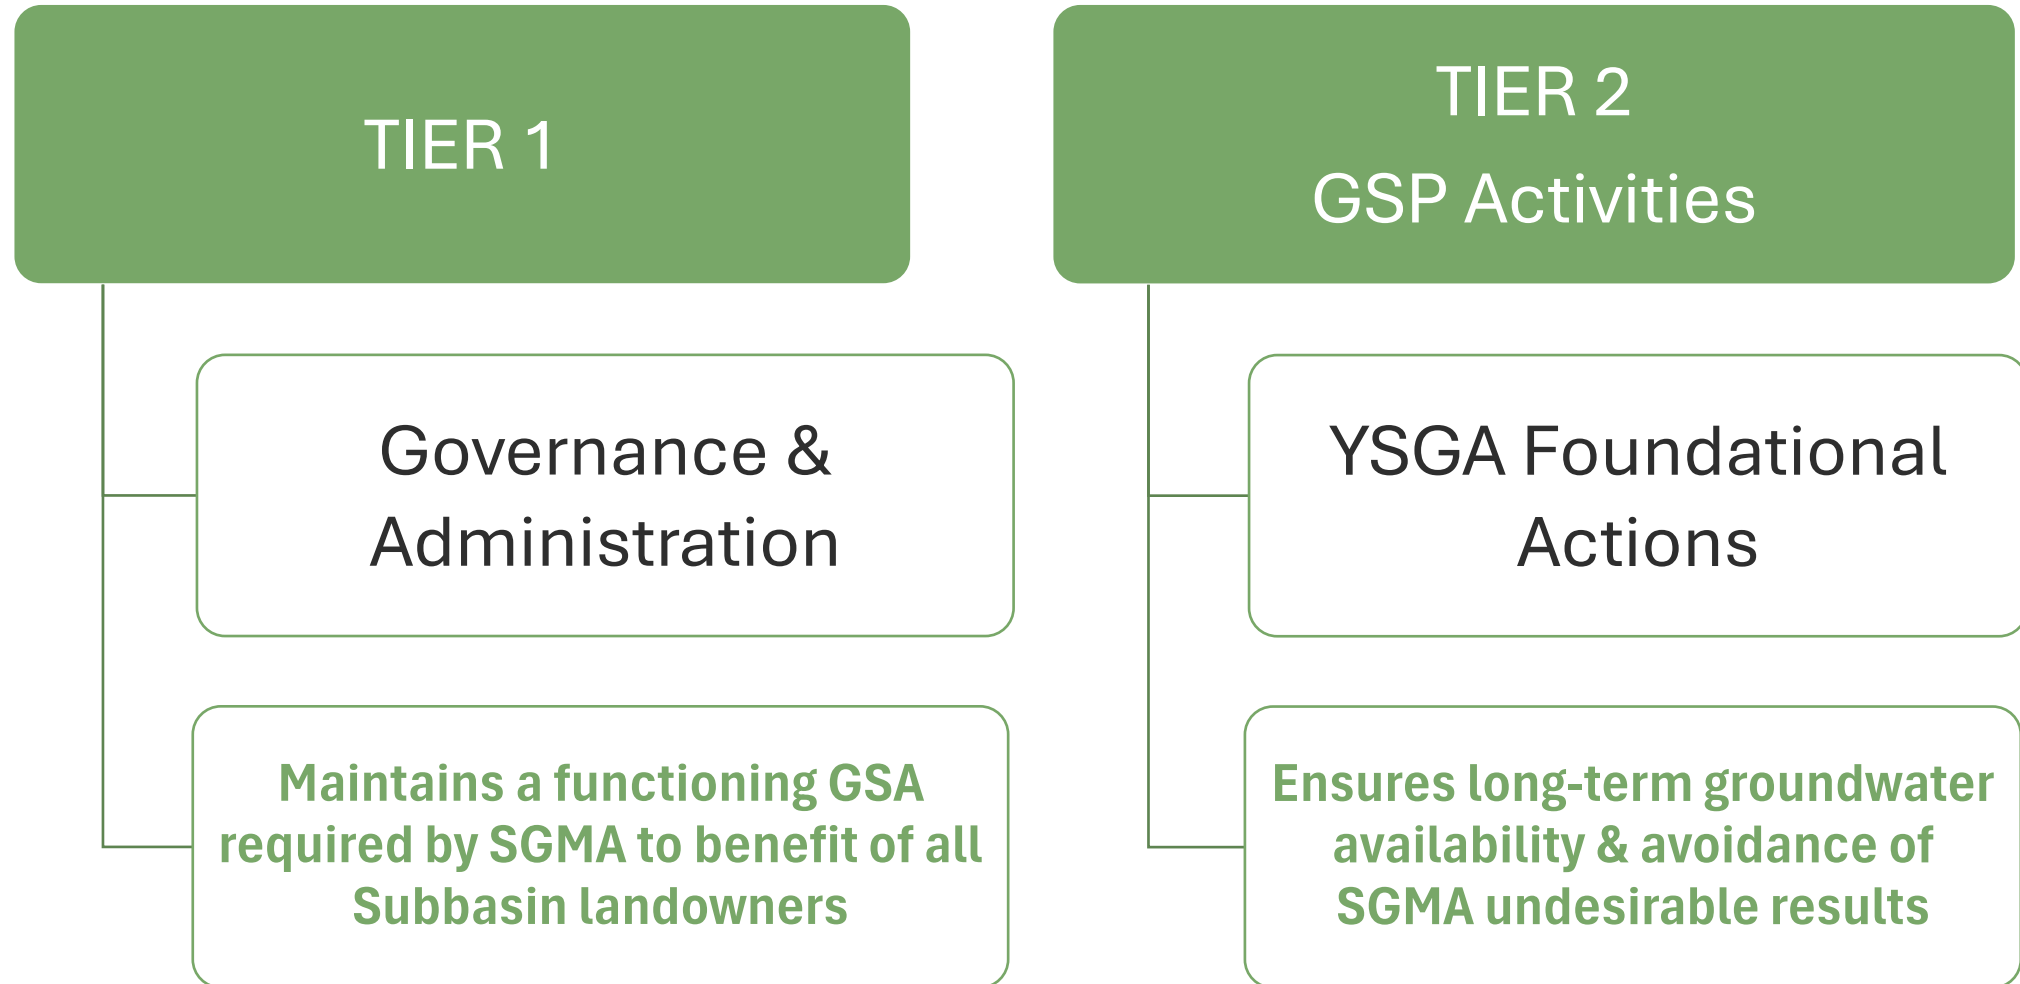 TIER 1
Governance &
Administration
Maintains a functioning GSA
required by SGMA to benefit of all
Subbasin landowners
TIER 2
GSP Activities
YSGA Foundational
Actions
Ensures long-term groundwater
availability & avoidance of
SGMA undesirable results